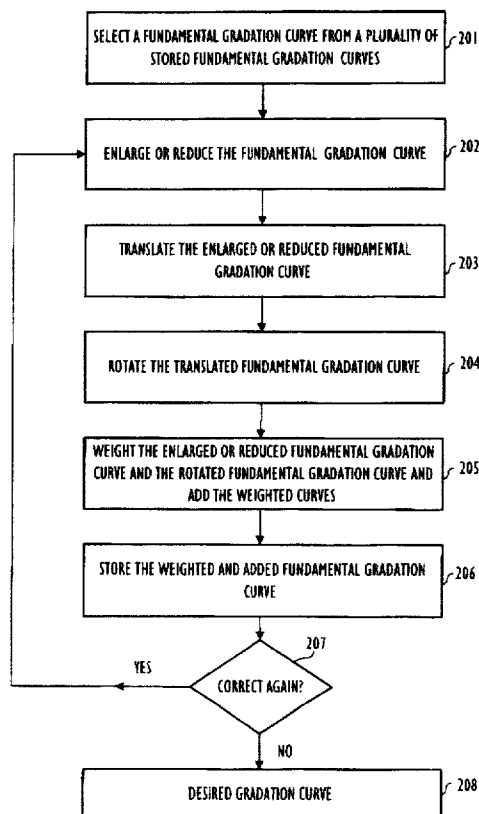 SELECT A FUNDAMENTAL GRADATION CURVE FROM A PLURALITY OF
STORED FUNDAMENTAL GRADATION CURVES
201
ENLARGE OR REDUCE THE FUNDAMENTAL GRADATION CURVE
202
TRANSLATE THE ENLARGED OR REDUCED FUNDAMENTAL
GRADATION CURVE
203
ROTATE THE TRANSLATED FUNDAMENTAL GRADATION CURVE
204
WEIGHT THE ENLARGED OR REDUCED FUNDAMENTAL GRADATION
CURVE AND THE ROTATED FUNDAMENTAL GRADATION CURVE AND
ADD THE WEIGHTED CURVES
205
STORE THE WEIGHTED AND ADDED FUNDAMENTAL GRADATION
CURVE
206
207
YES
CORRECT AGAIN?
NO
DESIRED GRADATION CURVE
208